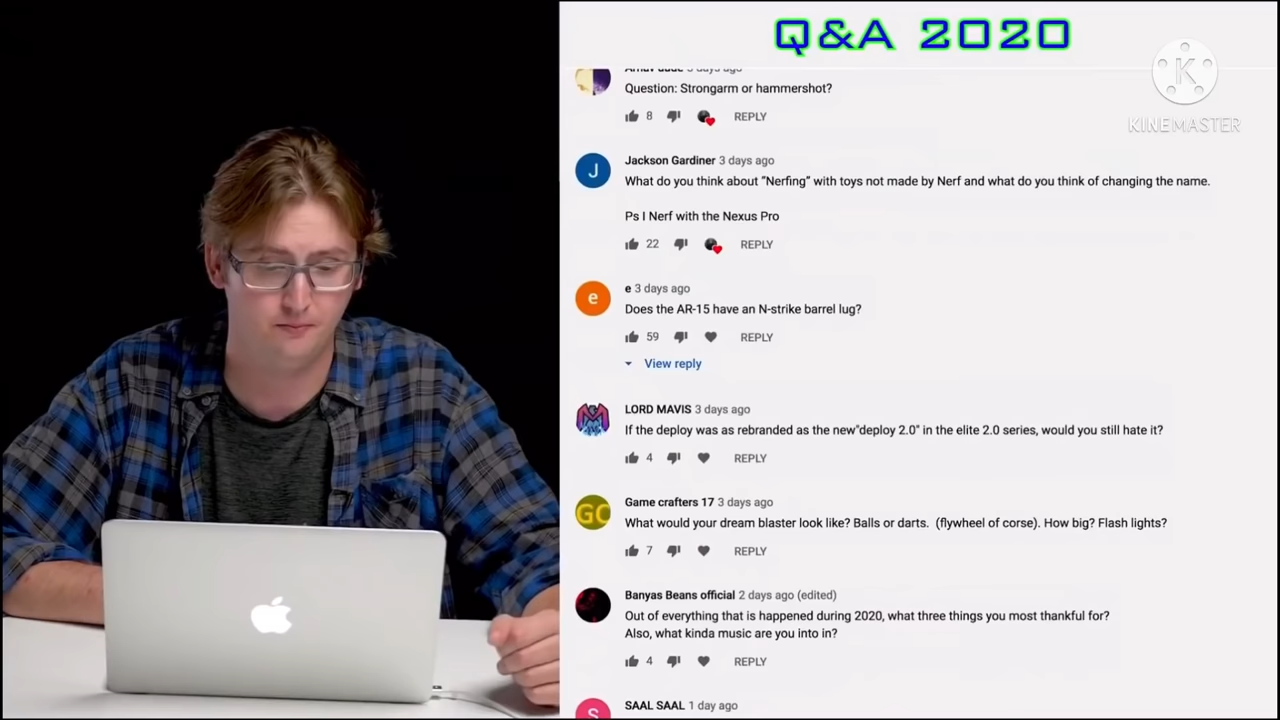 Q&A 2020
KINEMASTER
3 days ago
Question: Strongarm or hammershot?
8 REPLY
Jackson Gardiner 3 days ago
What do you think about “Nerfing” with toys not made by Nerf and what do you think of changing the name.
Ps I Nerf with the Nexus Pro
22 REPLY
e 3 days ago
Does the AR-15 have an N-strike barrel lug?
59 REPLY
View reply
LORD MAVIS 3 days ago
If the deploy was as rebranded as the new"deploy 2.0" in the elite 2.0 series, would you still hate it?
4 REPLY
Game crafters 17 3 days ago
What would your dream blaster look like? Balls or darts. (flywheel of corse). How big? Flash lights?
7 REPLY
Banyas Beans official 2 days ago (edited)
Out of everything that is happened during 2020, what three things you most thankful for?
Also, what kinda music are you into in?
4 REPLY
SAAL SAAL 1 day ago